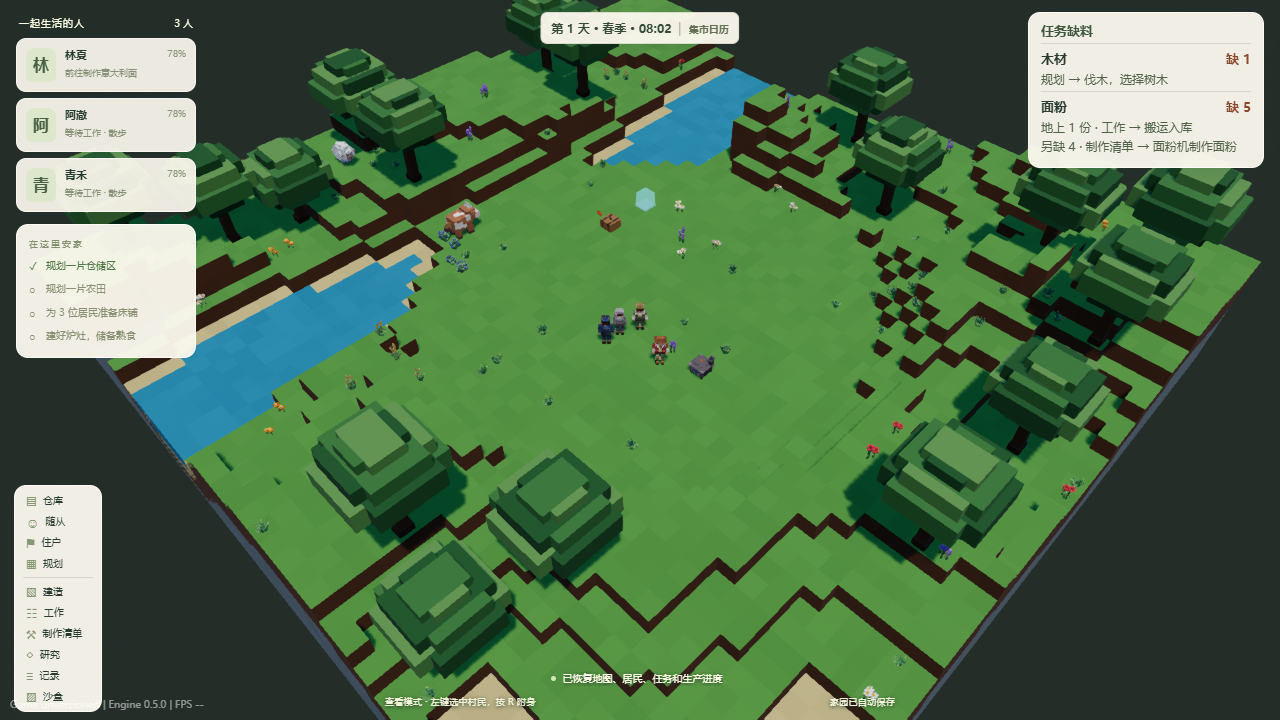 一起生活的人 3 人
林 林夏 78%
前往制作意大利面
阿 阿澈 78%
等待工作 · 散步
青 青禾 78%
等待工作 · 散步
在这里安家
✓ 规划一片仓储区
○ 规划一片农田
○ 为 3 位居民准备床铺
○ 建好炉灶，储备熟食
第 1 天 • 春季 • 08:02 | 集市日历
任务缺料
木材 缺 1
规划 → 伐木，选择树木
面粉 缺 5
地上 1 份 · 工作 → 搬运入库
另缺 4 · 制作清单 → 面粉机制作面粉
仓库
随从
住户
规划
建造
工作
制作清单
研究
记录
沙盒
| Engine 0.5.0 | FPS --
已恢复地图、居民、任务和生产进度
查看模式 · 左键选中村民，按 R 附身
家园已自动保存